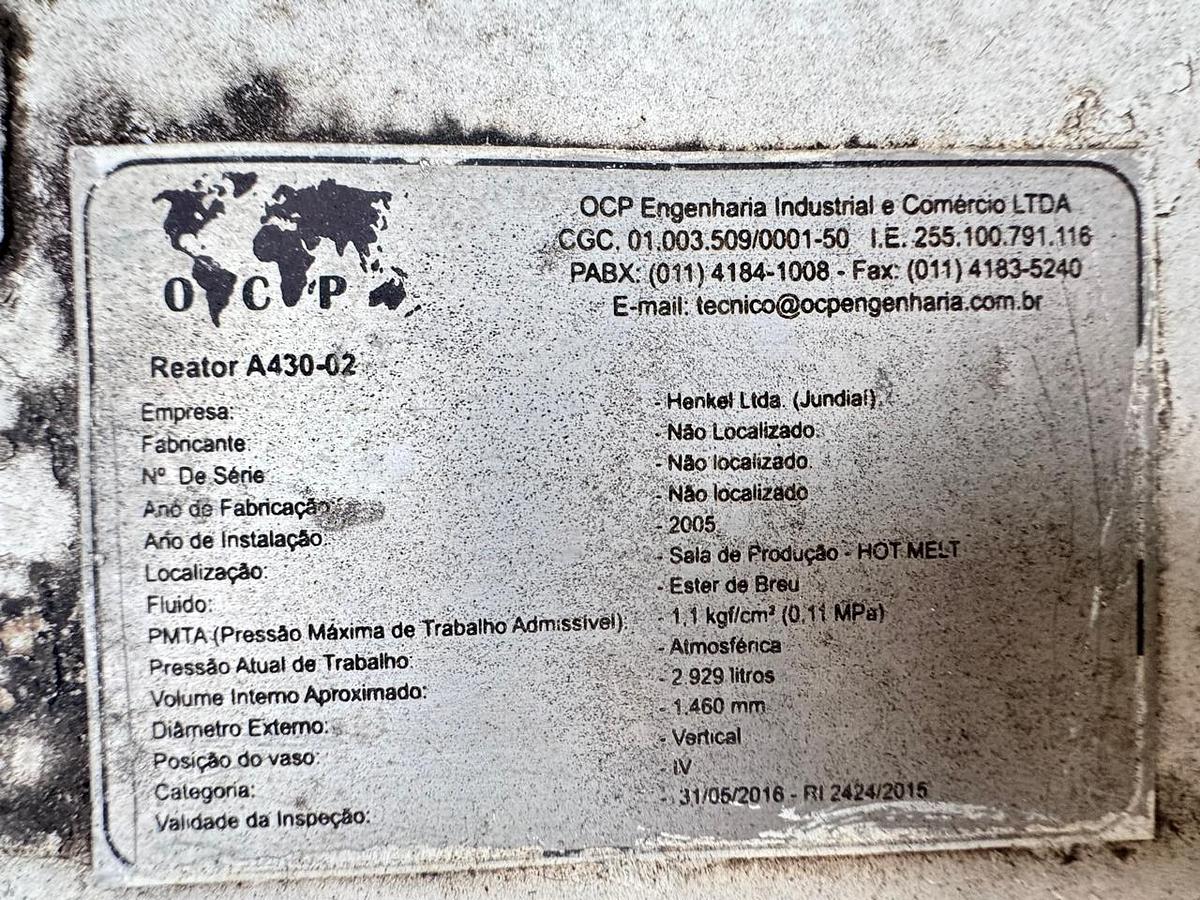 OCP
OCP Engenharia Industrial e Comércio LTDA
CGC. 01.003.509/0001-50 I.E. 255.100.791.116
PABX: (011) 4184-1008 - Fax: (011) 4183-5240
E-mail: tecnico@ocpengenharia.com.br
Reator A430-02
Empresa: - Henkel Ltda. (Jundiaí).
Fabricante: - Não Localizado.
Nº De Série - Não localizado.
Ano de Fabricação - Não localizado
Ano de Instalação: - 2005
Localização: - Sala de Produção - HOT MELT
Fluido: - Ester de Breu
PMTA (Pressão Máxima de Trabalho Admissível): - 1,1 kgf/cm² (0,11 MPa)
Pressão Atual de Trabalho: - Atmosférica
Volume Interno Aproximado: - 2.929 litros
Diâmetro Externo: - 1.460 mm
Posição do vaso: - Vertical
Categoria: - IV
Validade da Inspeção: - 31/05/2016 - RI 2424/2015